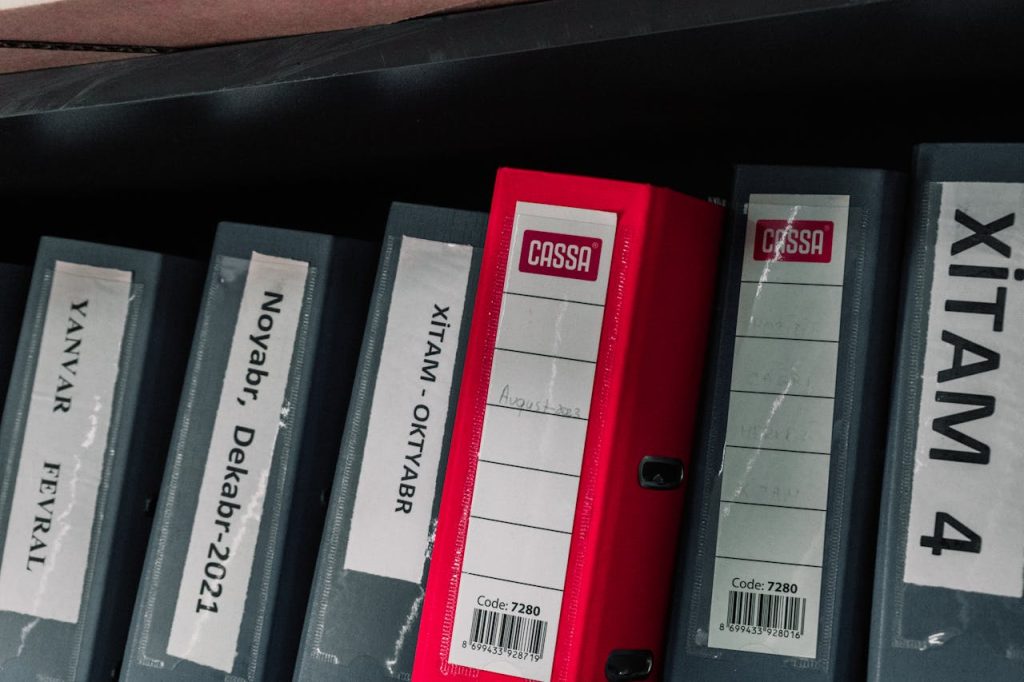 YANVAR FEVRAL
Noyabr, Dekabr-2021
XİTAM - OKTYABR
CASSA®
August-2023
Code: 7280
8 699433 928719
CASSA®
Code: 7280
8 699433 928016
XİTAM 4